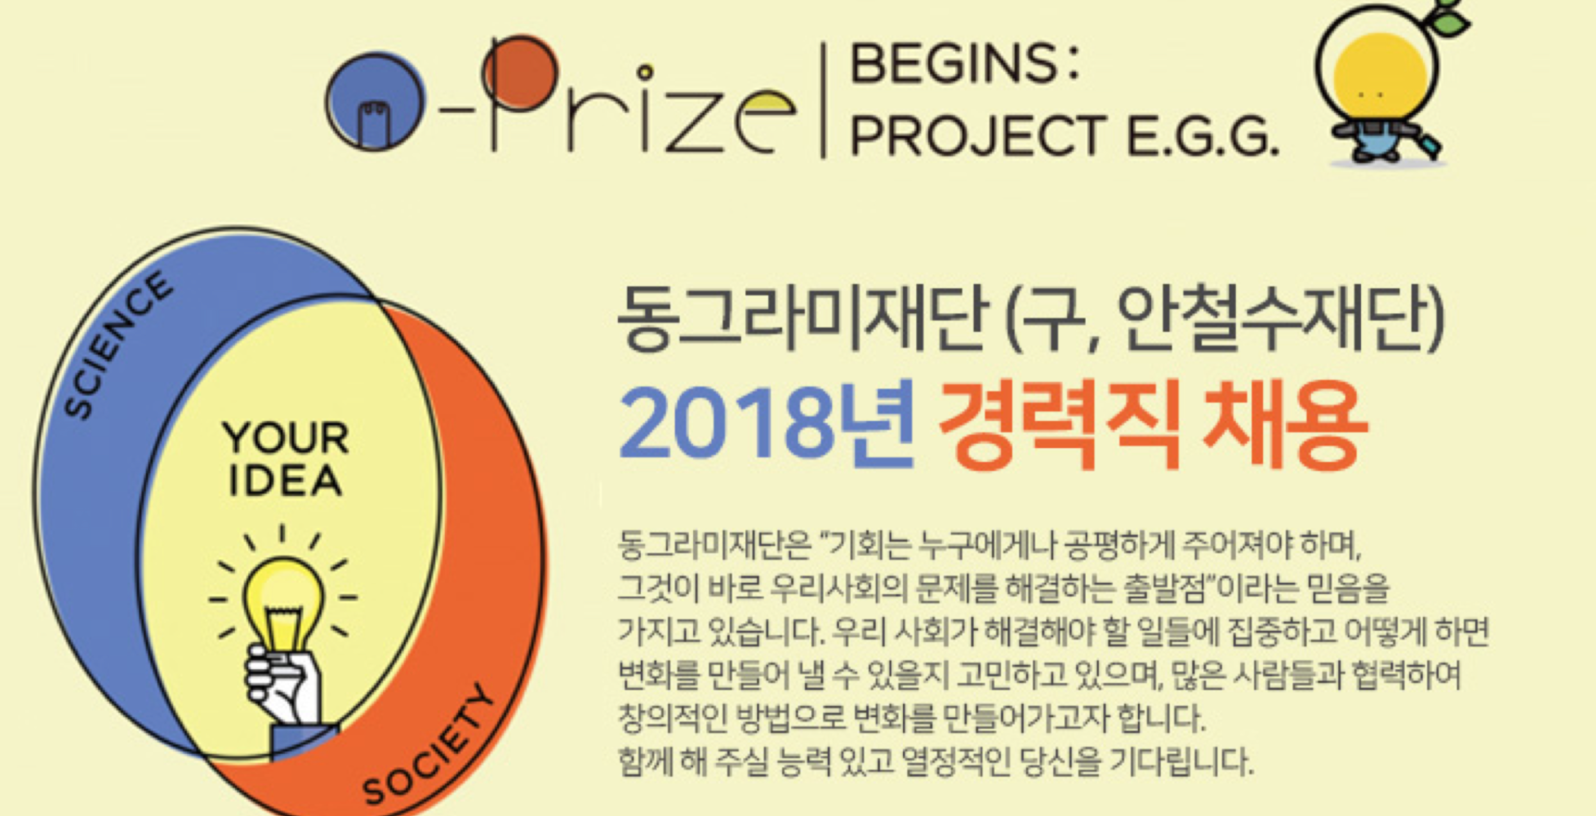 n-Prize
BEGINS:
PROJECT E.G.G.
SCIENCE
YOUR
IDEA
SOCIETY
동그라미재단 (구, 안철수재단)
2018년 경력직 채용
동그라미재단은 "기회는 누구에게나 공평하게 주어져야 하며,
그것이 바로 우리사회의 문제를 해결하는 출발점"이라는 믿음을
가지고 있습니다. 우리 사회가 해결해야 할 일들에 집중하고 어떻게 하면
변화를 만들어 낼 수 있을지 고민하고 있으며, 많은 사람들과 협력하여
창의적인 방법으로 변화를 만들어가고자 합니다.
함께 해 주실 능력 있고 열정적인 당신을 기다립니다.